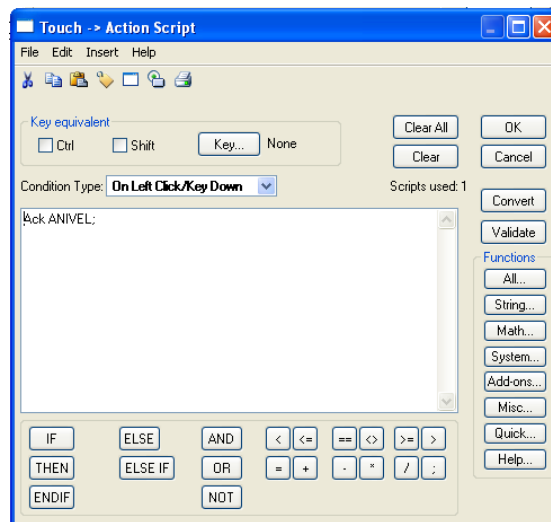 Touch -> Action Script
File Edit Insert Help
Key equivalent
Ctrl Shift Key... None
Clear All OK
Clear Cancel
Condition Type: On Left Click/Key Down Scripts used: 1
Convert
Ack ANIVEL;
Validate
Functions
All...
String...
Math...
System...
Add-ons...
Misc...
Quick...
Help...
IF ELSE AND < <= == <> >= >
THEN ELSE IF OR = + - * / ;
ENDIF NOT